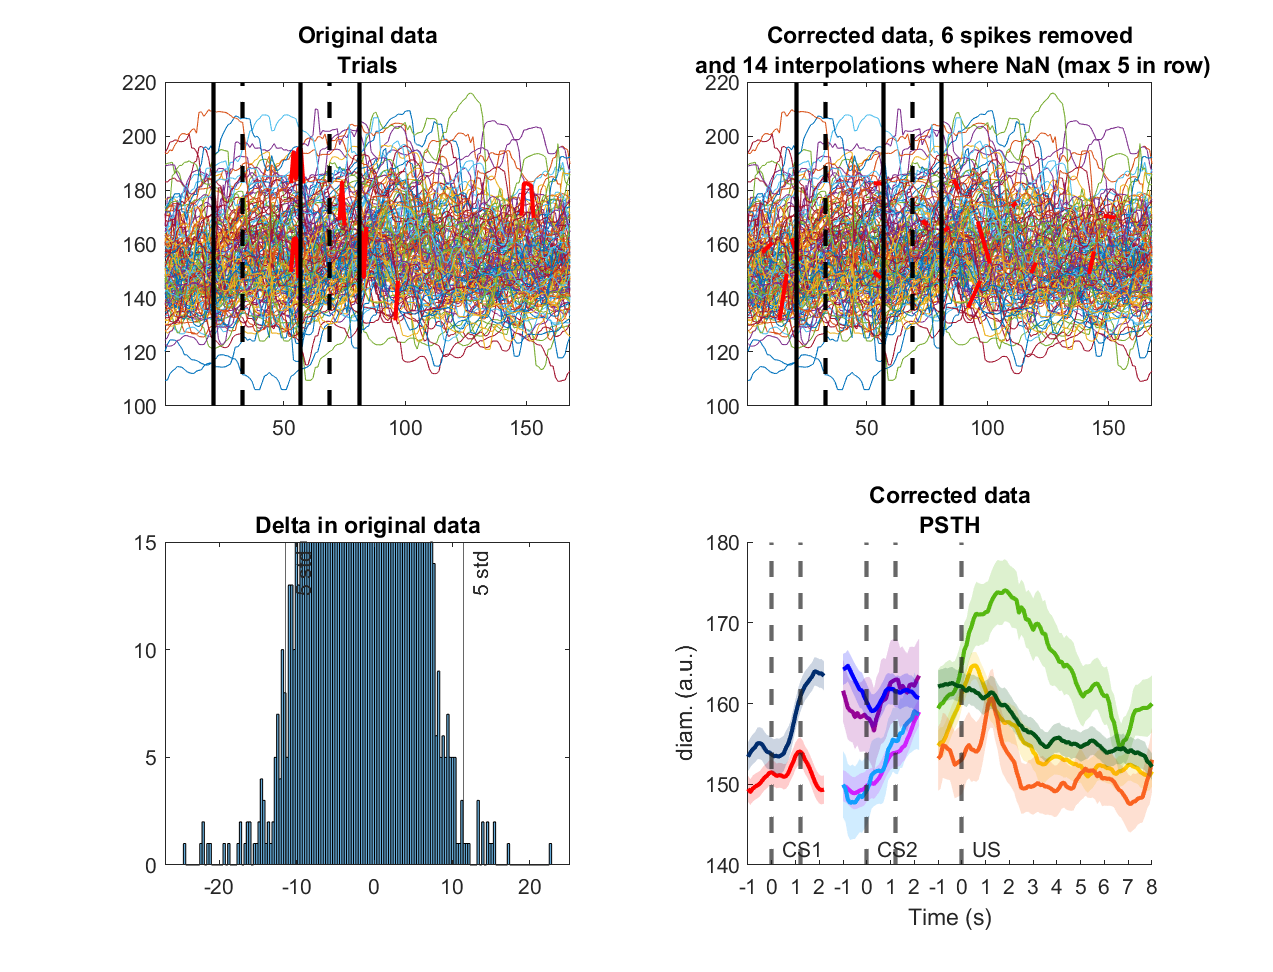 Original data
Trials
220
200
180
160
140
120
100
50
100
150
Corrected data, 6 spikes removed
and 14 interpolations where NaN (max 5 in row)
220
200
180
160
140
120
100
50
100
150
Delta in original data
15
10
5
0
5 std
5 std
-20
-10
0
10
20
Corrected data
PSTH
180
170
160
150
140
diam. (a.u.)
CS1
CS2
US
-1 0 1 2 -1 0 1 2 -1 0 1 2 3 4 5 6 7 8
Time (s)